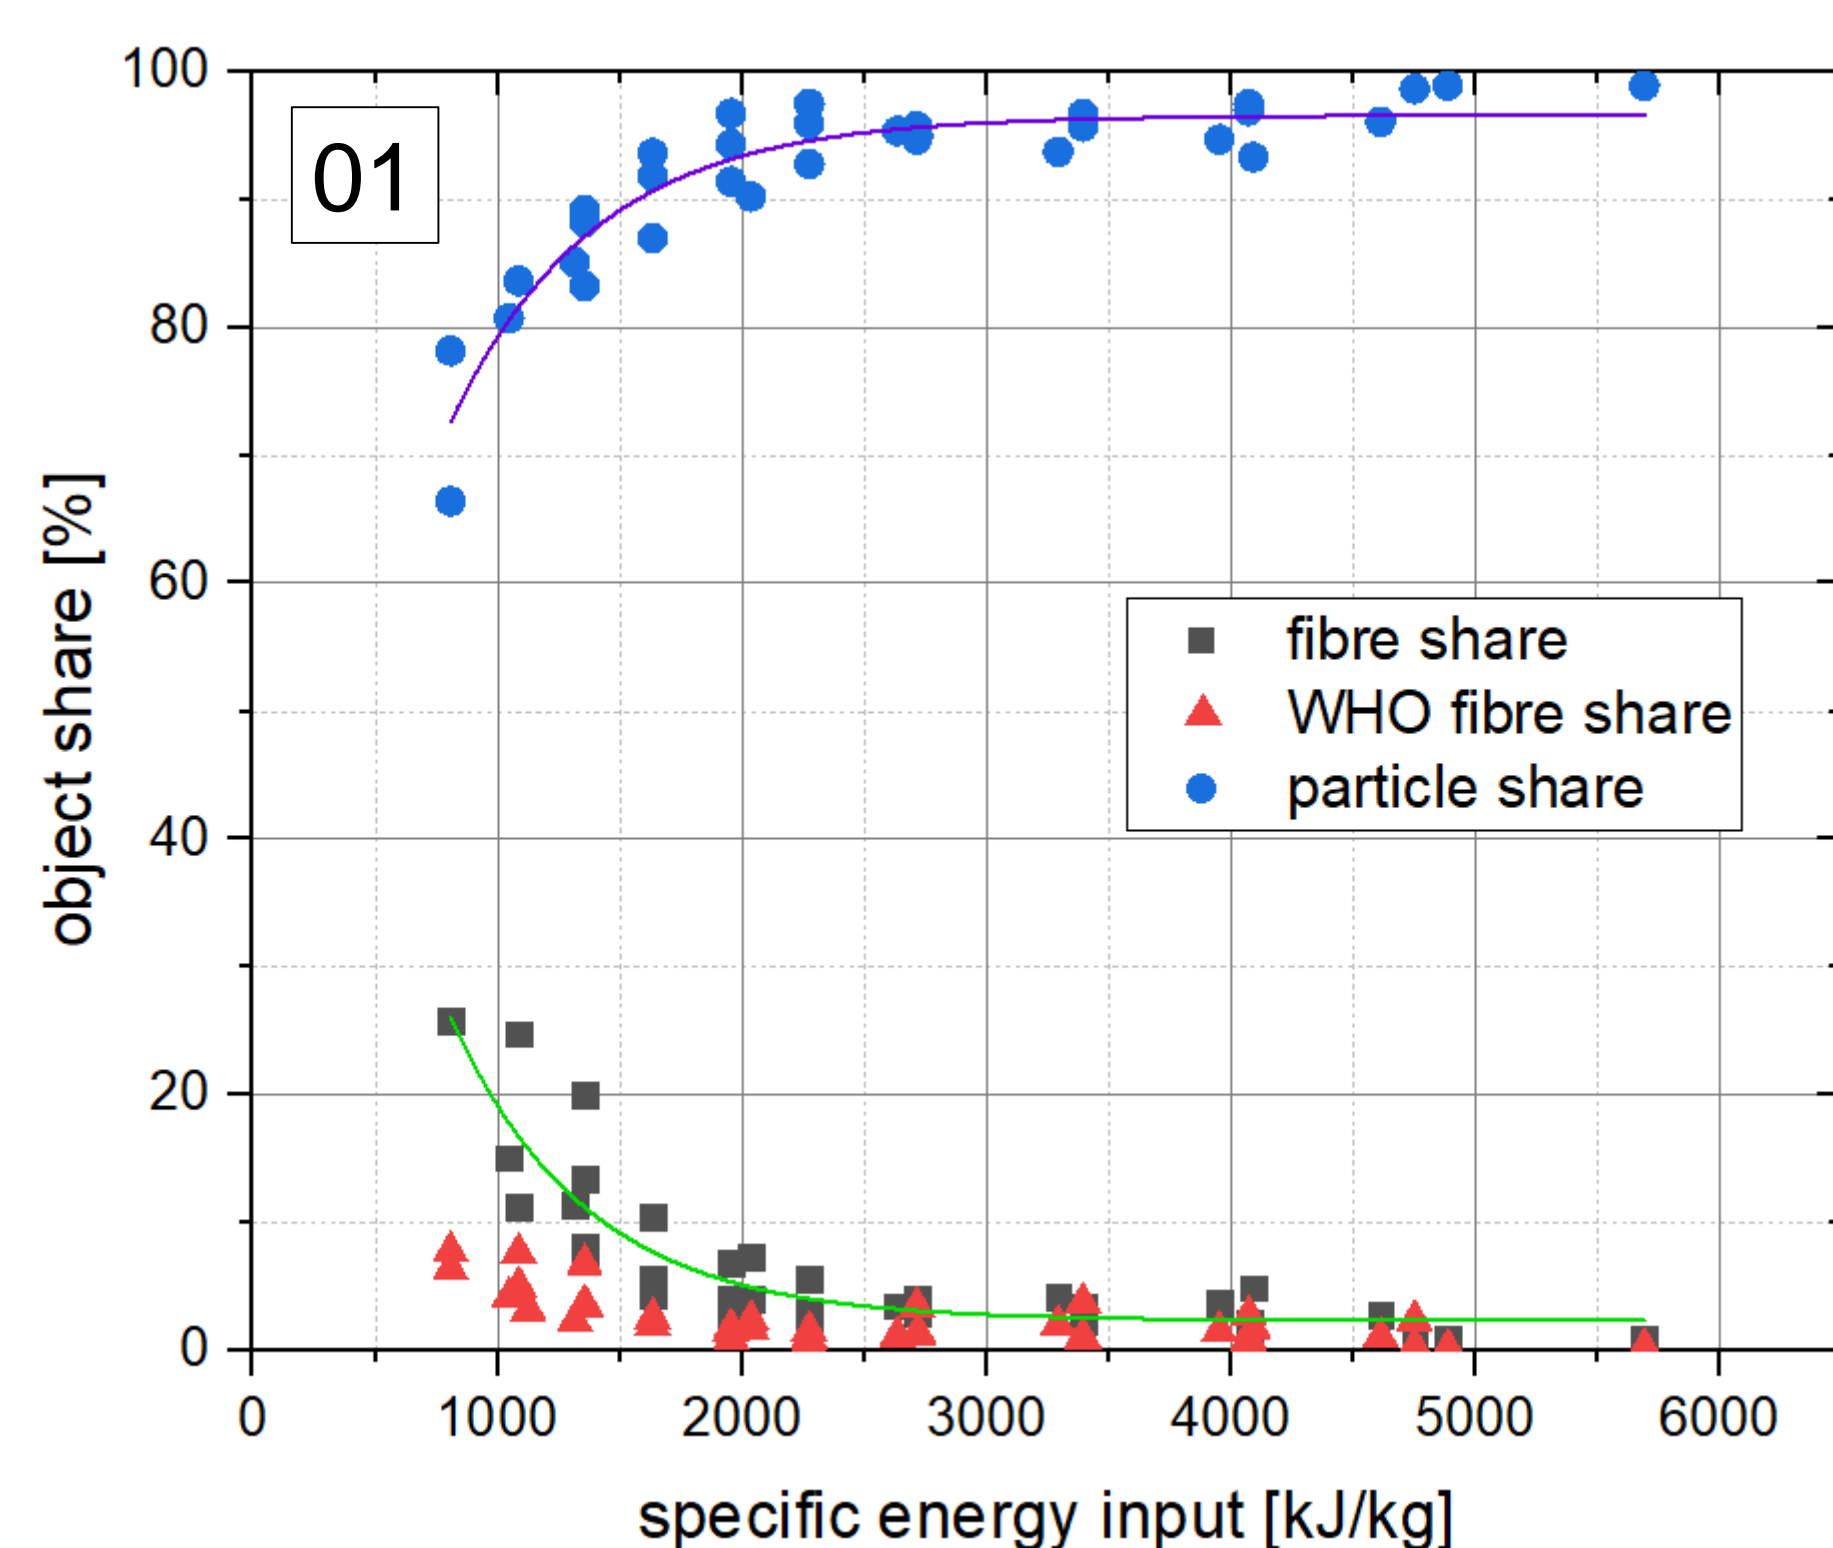 100
80
60
40
20
0
object share [%]
01
fibre share
WHO fibre share
particle share
0 1000 2000 3000 4000 5000 6000
specific energy input [kJ/kg]